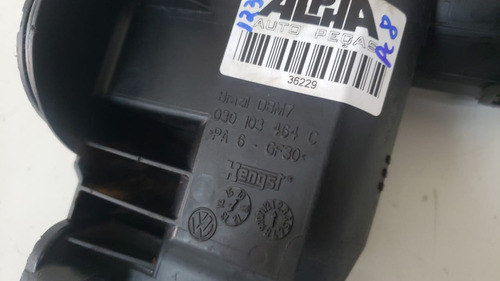 ALPHA
AUTO PEÇAS
36229
030 103 464 C
>PA 6 - GF30<
Hengst